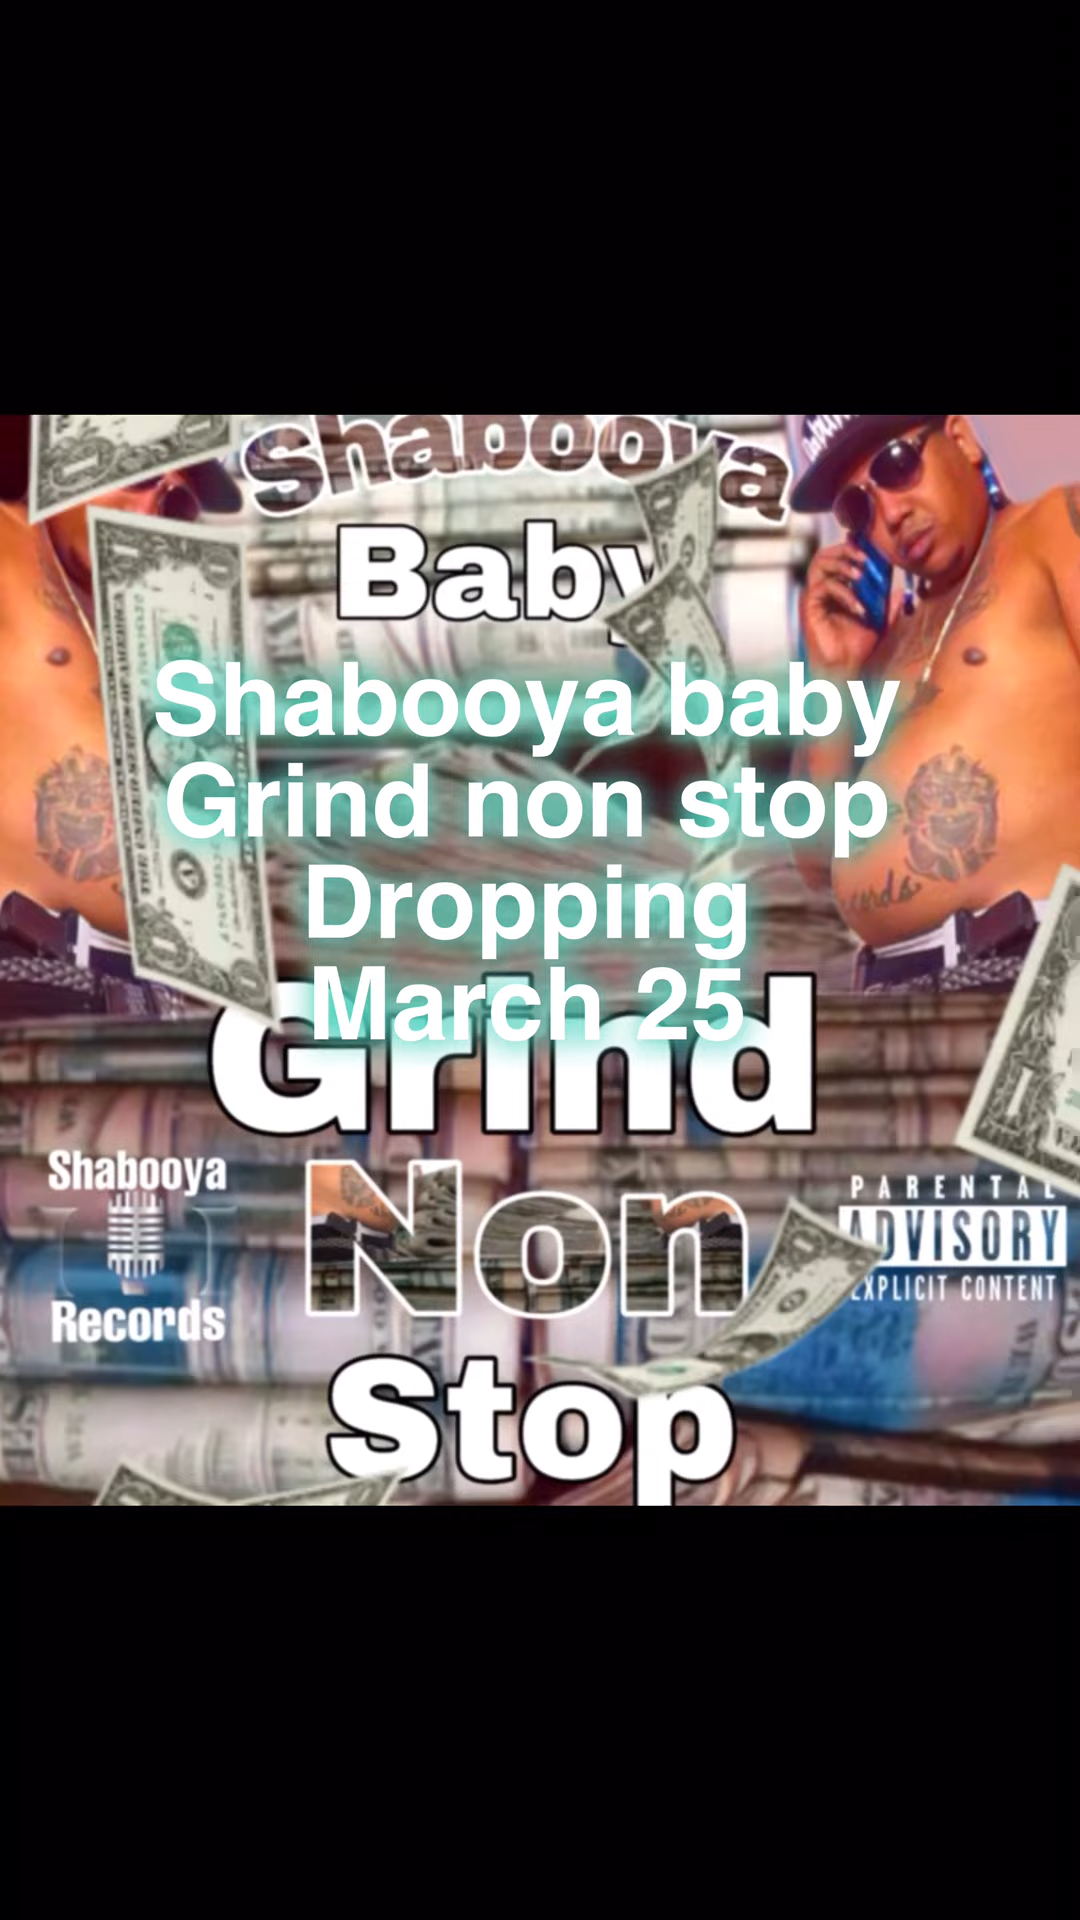 Shabooya
Baby
Shabooya baby
Grind non stop
Dropping
March 25
Grind
Non
Stop
Shabooya
Records
PARENTAL
ADVISORY
EXPLICIT CONTENT